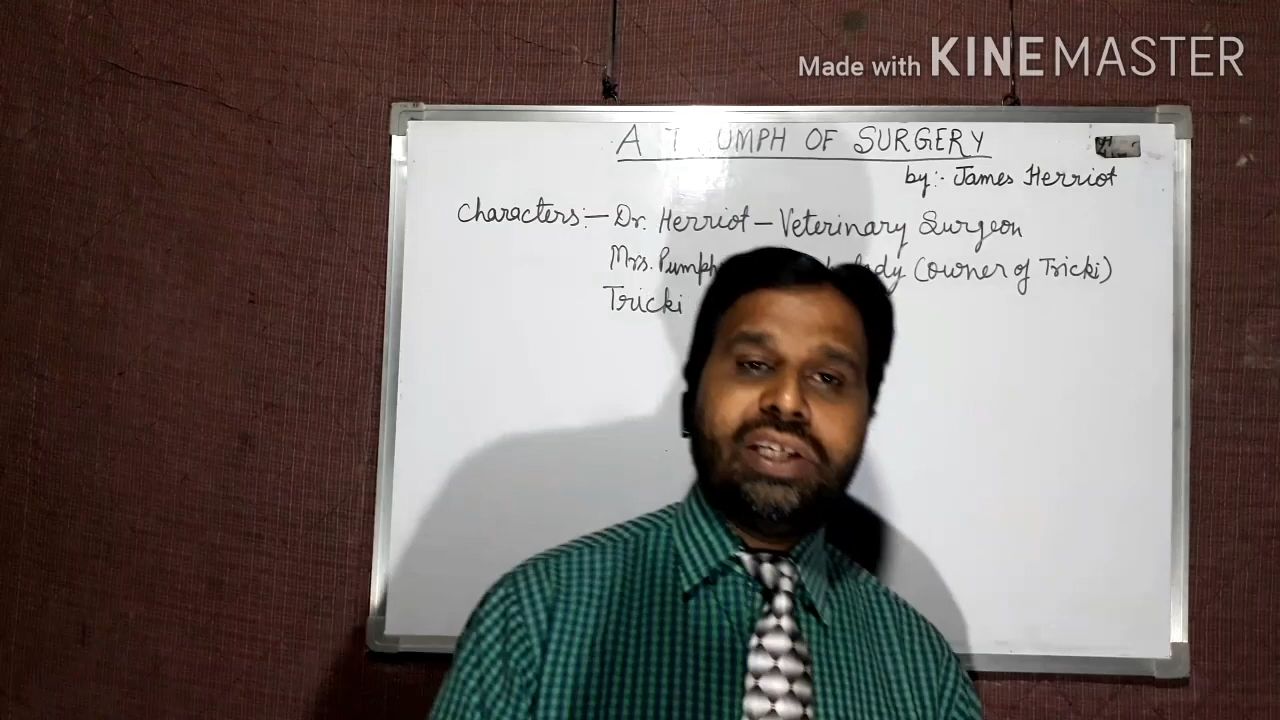 Made with KINEMASTER
A T UMPH OF SURGERY
by:- James Herriot
Characters:- Dr. Herriot - Veterinary Surgeon
Mrs. Pumph lady (owner of Tricki)
Tricki